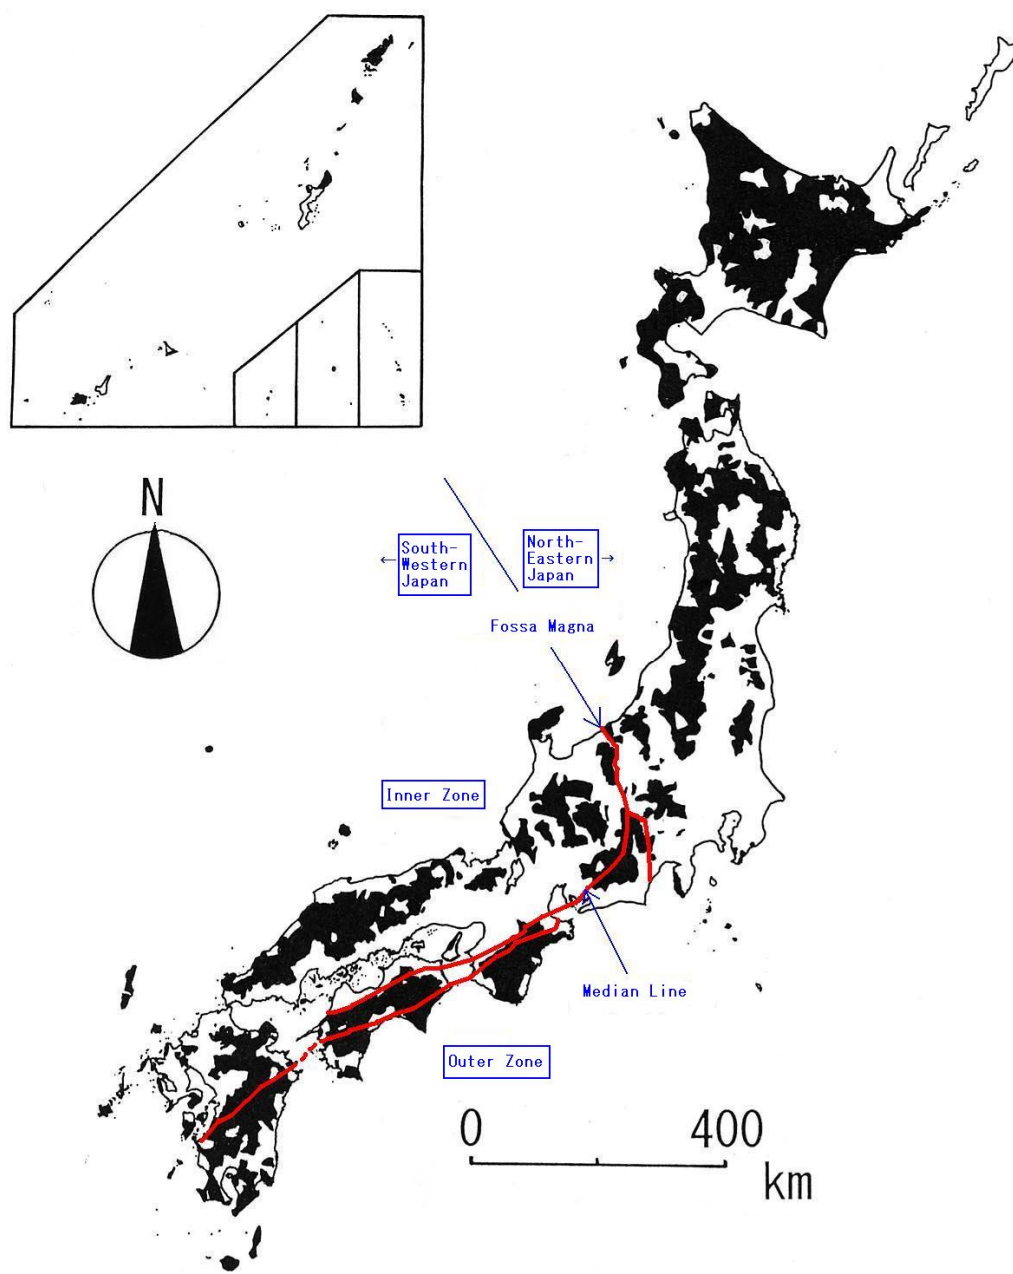 N
← South-
Western
Japan
North-
Eastern →
Japan
Fossa Magna
Inner Zone
Median Line
Outer Zone
0 400
km